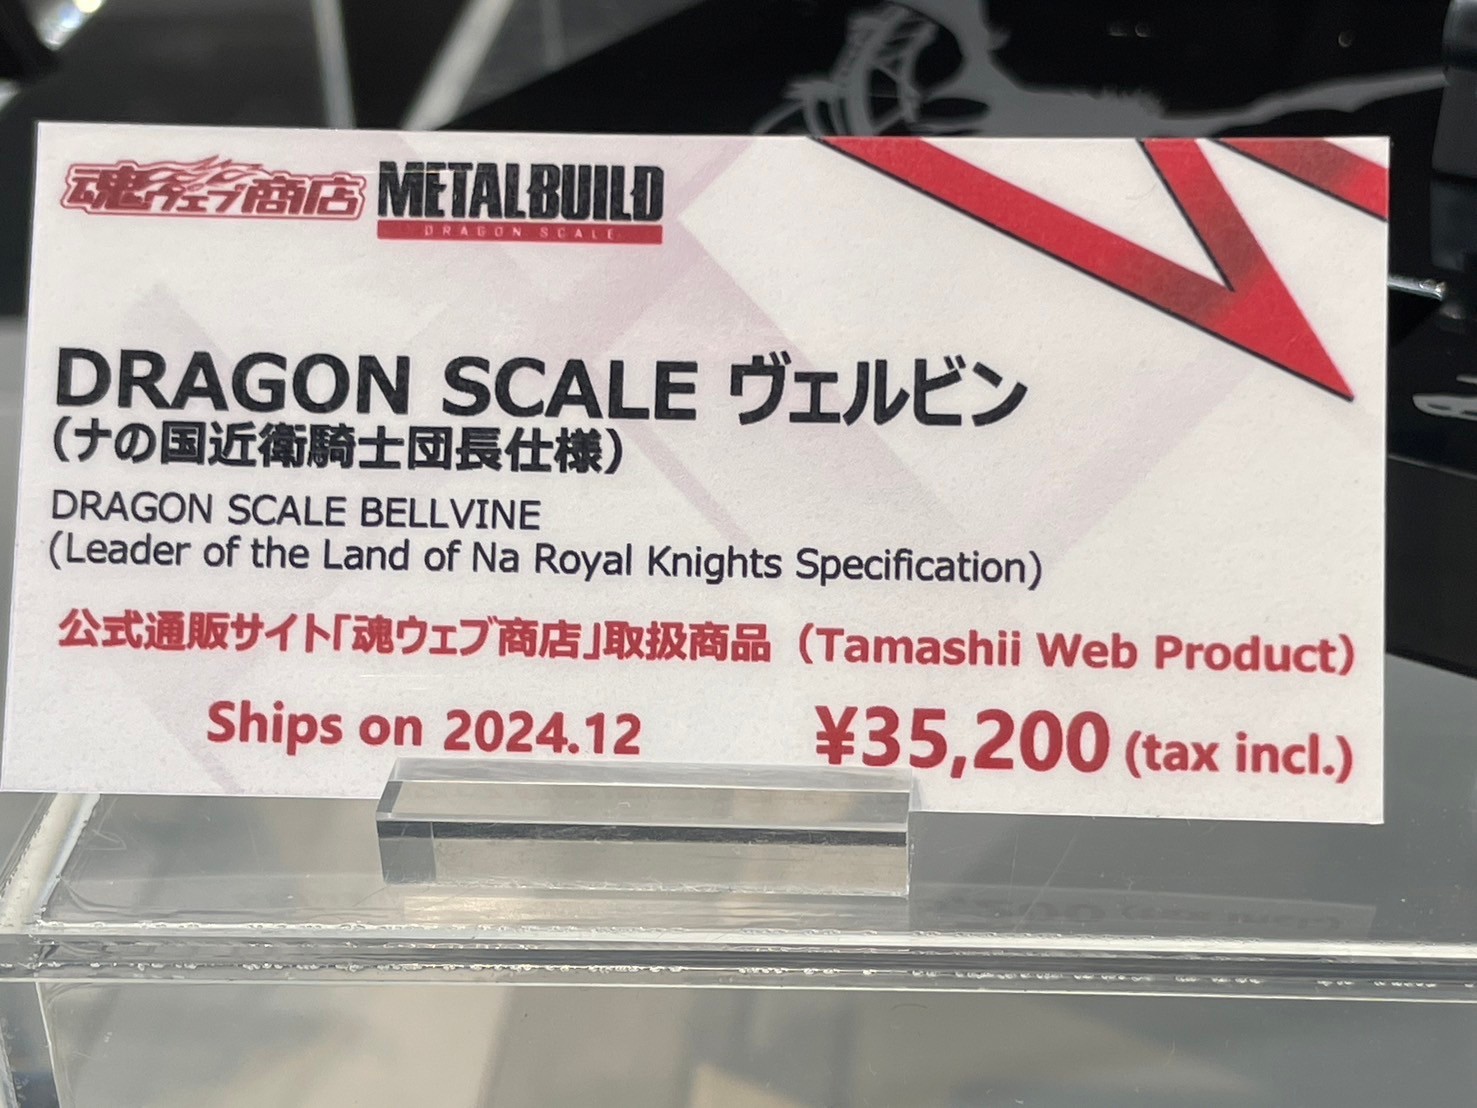 魂ウェブ商店 METAL BUILD
DRAGON SCALE
DRAGON SCALE ヴェルビン
（ナの国近衛騎士団長仕様）
DRAGON SCALE BELLVINE
(Leader of the Land of Na Royal Knights Specification)
公式通販サイト「魂ウェブ商店」取扱商品（Tamashii Web Product）
Ships on 2024.12 ¥35,200 (tax incl.)